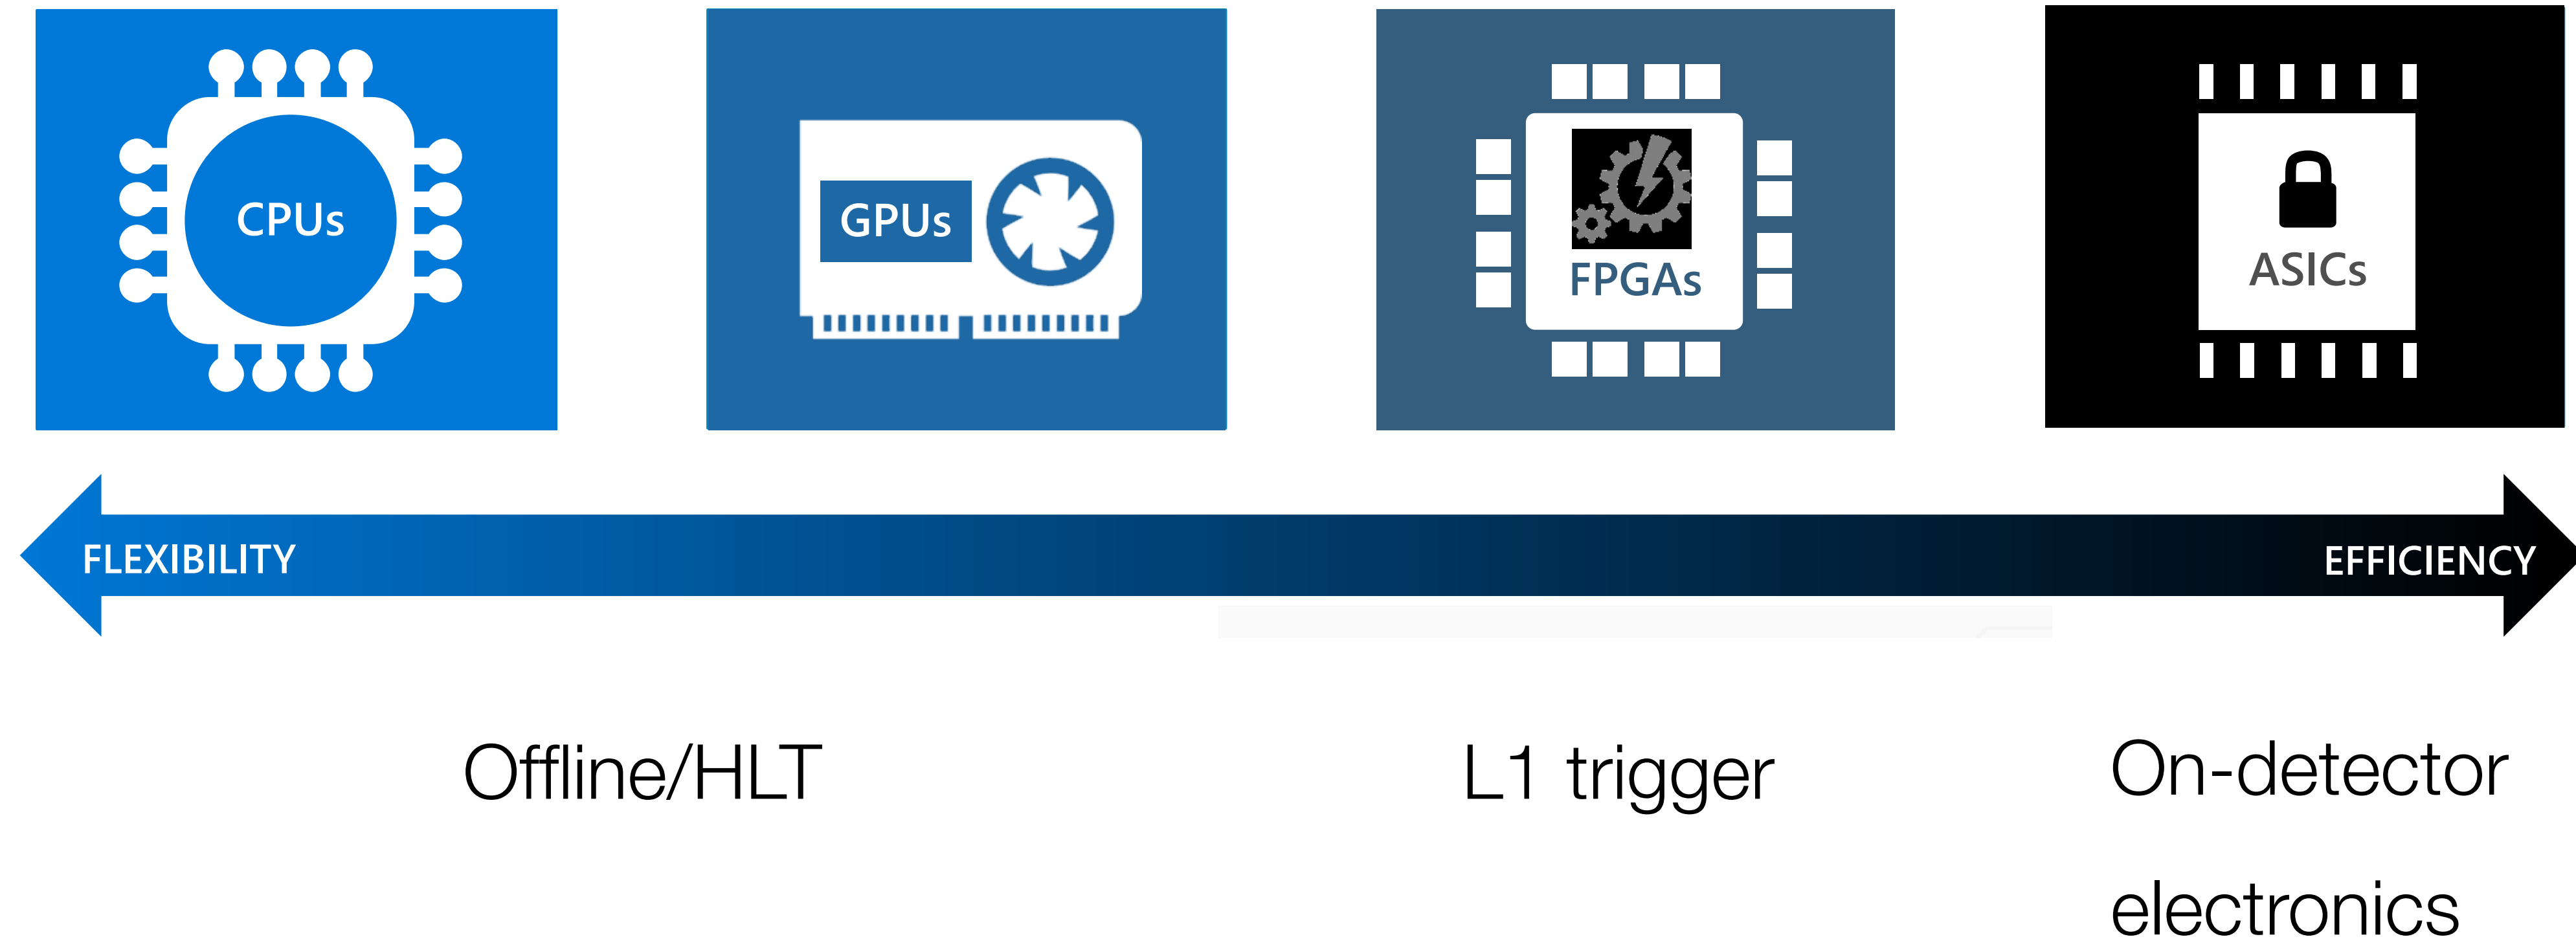 CPUs
GPUs
FPGAs
ASICs
FLEXIBILITY
EFFICIENCY
Offline/HLT
L1 trigger
On-detector
electronics